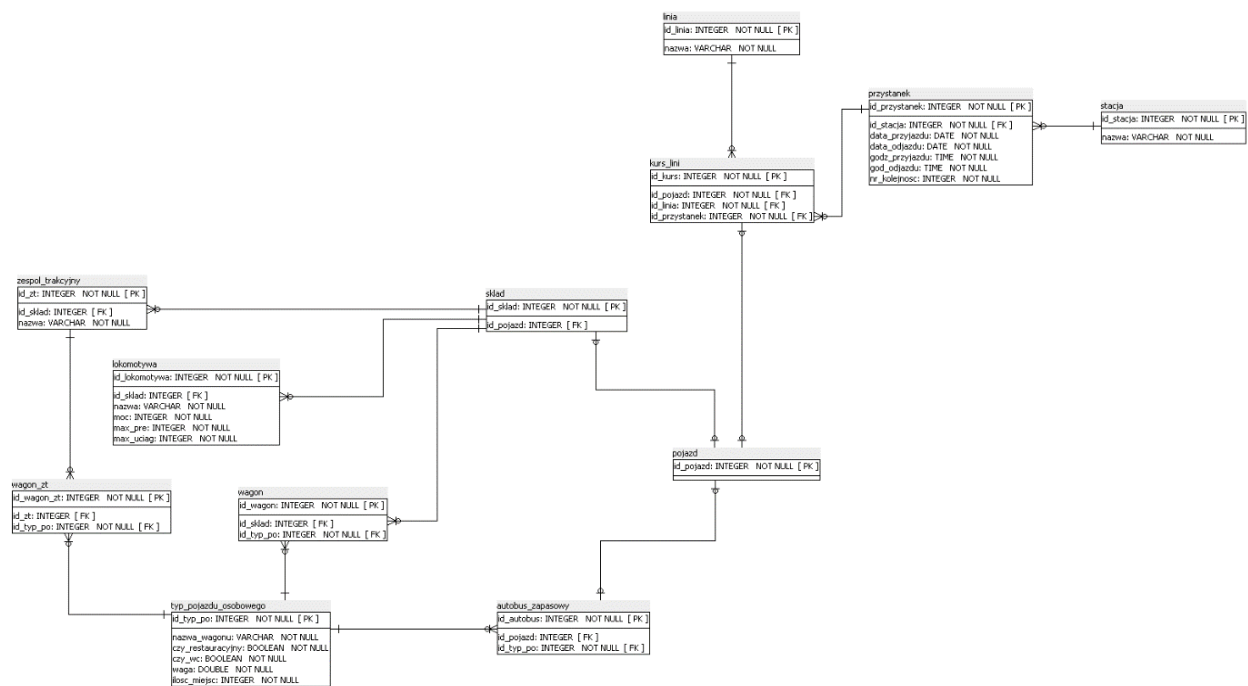 linia
id_linia: INTEGER NOT NULL [ PK ]
nazwa: VARCHAR NOT NULL
przystanek
id_przystanek: INTEGER NOT NULL [ PK ]
id_stacja: INTEGER NOT NULL [ FK ]
data_przyjazdu: DATE NOT NULL
data_odjazdu: DATE NOT NULL
godz_przyjazdu: TIME NOT NULL
god_odjazdu: TIME NOT NULL
nr_kolejnosc: INTEGER NOT NULL
stacja
id_stacja: INTEGER NOT NULL [ PK ]
nazwa: VARCHAR NOT NULL
kurs_lini
id_kurs: INTEGER NOT NULL [ PK ]
id_pojazd: INTEGER NOT NULL [ FK ]
id_linia: INTEGER NOT NULL [ FK ]
id_przystanek: INTEGER NOT NULL [ FK ]
zespol_trakcyjny
id_zt: INTEGER NOT NULL [ PK ]
id_sklad: INTEGER [ FK ]
nazwa: VARCHAR NOT NULL
sklad
id_sklad: INTEGER NOT NULL [ PK ]
id_pojazd: INTEGER [ FK ]
lokomotywa
id_lokomotywa: INTEGER NOT NULL [ PK ]
id_sklad: INTEGER [ FK ]
nazwa: VARCHAR NOT NULL
moc: INTEGER NOT NULL
max_pre: INTEGER NOT NULL
max_uciag: INTEGER NOT NULL
pojazd
id_pojazd: INTEGER NOT NULL [ PK ]
wagon_zt
id_wagon_zt: INTEGER NOT NULL [ PK ]
id_zt: INTEGER [ FK ]
id_typ_po: INTEGER NOT NULL [ FK ]
wagon
id_wagon: INTEGER NOT NULL [ PK ]
id_sklad: INTEGER [ FK ]
id_typ_po: INTEGER NOT NULL [ FK ]
typ_pojazdu_osobowego
id_typ_po: INTEGER NOT NULL [ PK ]
nazwa_wagonu: VARCHAR NOT NULL
czy_restauracyjny: BOOLEAN NOT NULL
czy_wc: BOOLEAN NOT NULL
waga: DOUBLE NOT NULL
ilosc_miejsc: INTEGER NOT NULL
autobus_zapasowy
id_autobus: INTEGER NOT NULL [ PK ]
id_pojazd: INTEGER [ FK ]
id_typ_po: INTEGER NOT NULL [ FK ]